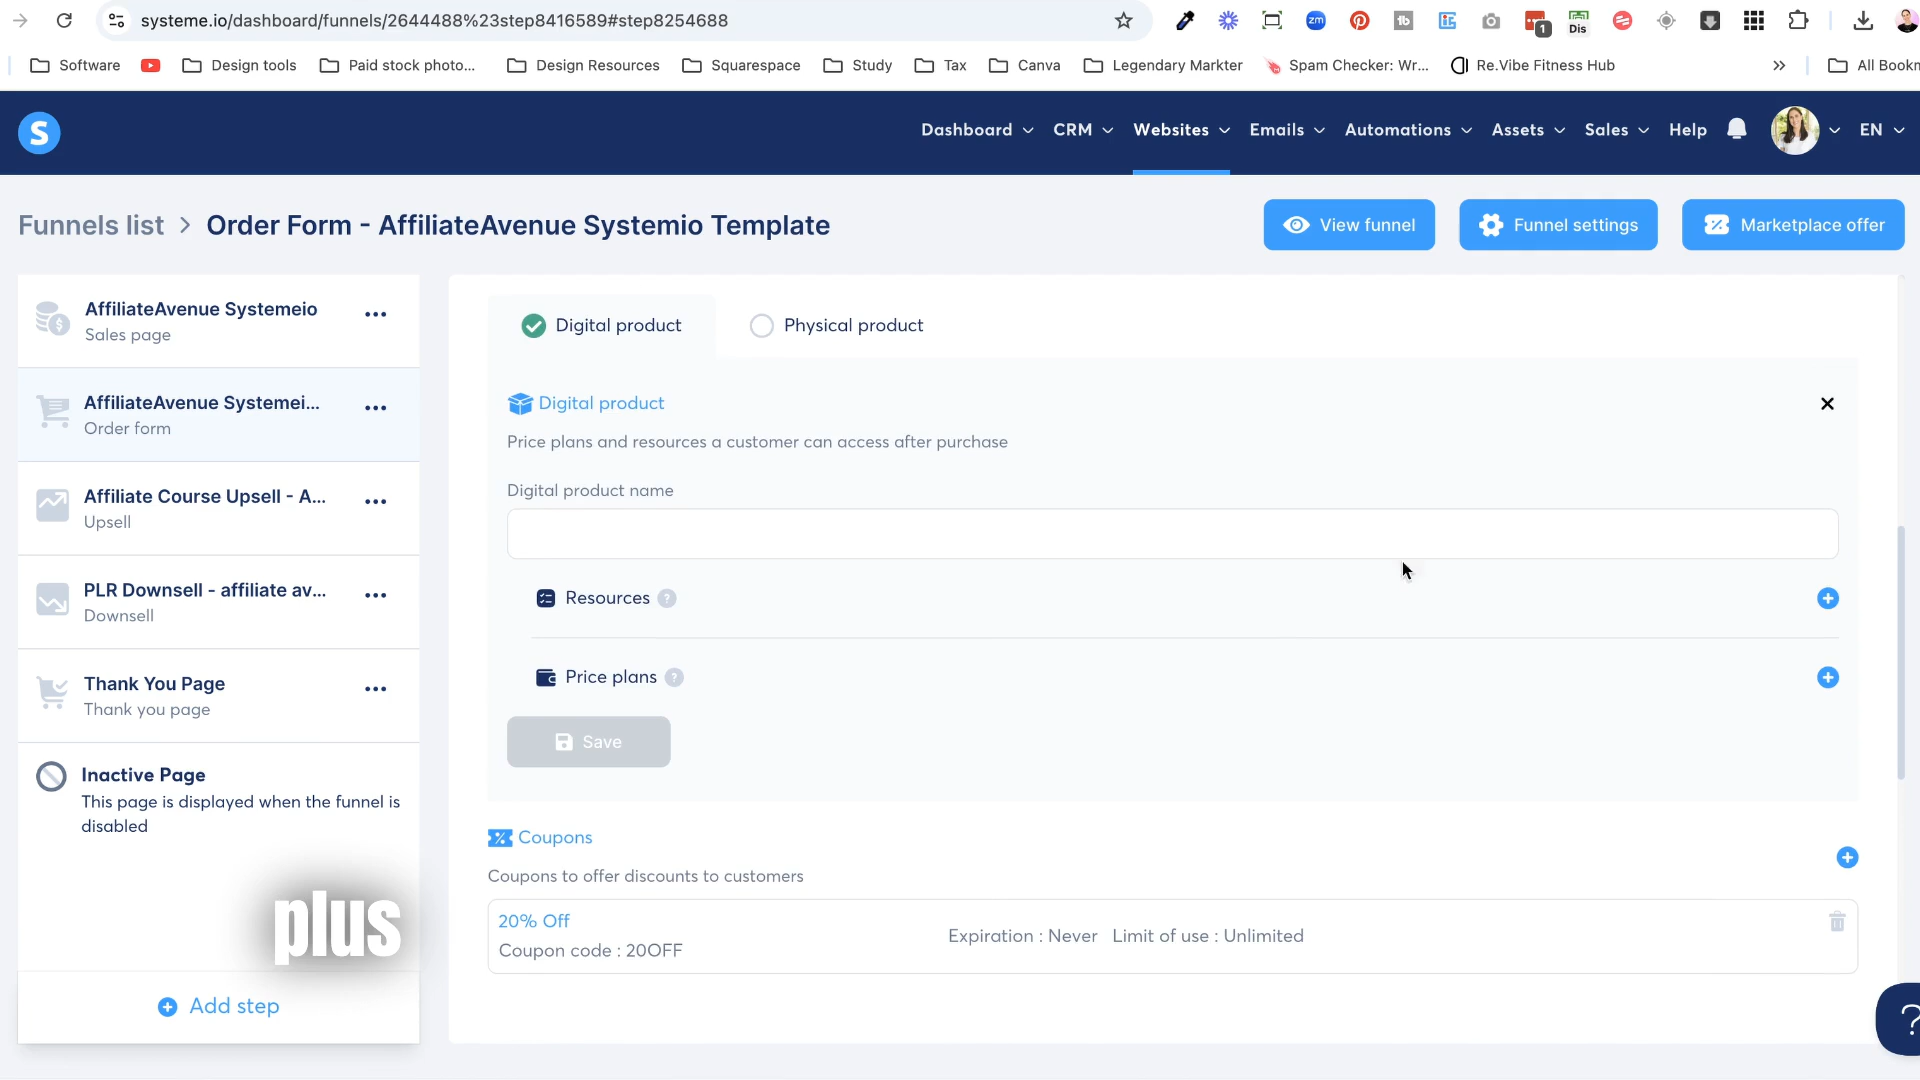 systeme.io/dashboard/funnels/2644488%23step8416589#step8254688
zm
1
Dis
Software
Design tools
Paid stock photo...
Design Resources
Squarespace
Study
Tax
Canva
Legendary Markter
Spam Checker: Wr...
Re.Vibe Fitness Hub
»
All Bookm
S
Dashboard
CRM
Websites
Emails
Automations
Assets
Sales
Help
EN
Funnels list > Order Form - AffiliateAvenue Systemio Template
View funnel
Funnel settings
Marketplace offer
AffiliateAvenue Systemeio
Sales page
AffiliateAvenue Systemei...
Order form
Affiliate Course Upsell - A...
Upsell
PLR Downsell - affiliate av...
Downsell
Thank You Page
Thank you page
Inactive Page
This page is displayed when the funnel is
disabled
plus
Add step
Digital product
Physical product
Digital product
Price plans and resources a customer can access after purchase
Digital product name
Resources ?
Price plans ?
Save
Coupons
Coupons to offer discounts to customers
20% Off
Coupon code : 20OFF
Expiration : Never Limit of use : Unlimited
?